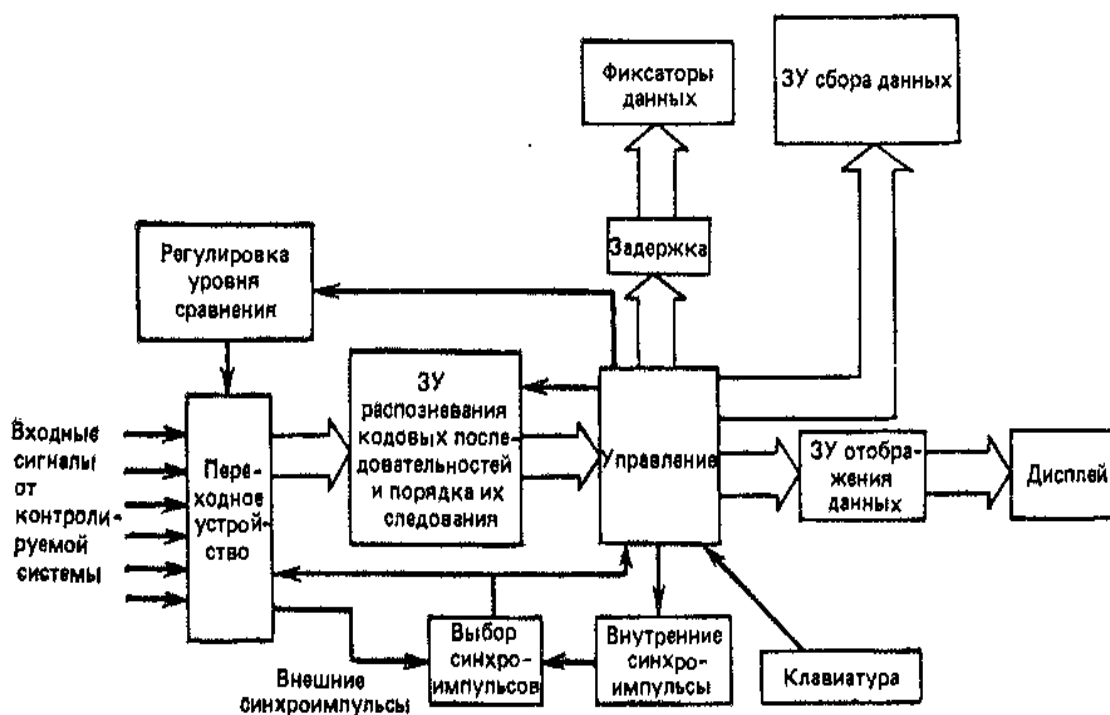 Фиксаторы
данных
ЗУ сбора данных
Задержка
Регулировка
уровня
сравнения
ЗУ
распозневания
кодовых после-
довательностей
и порядка их
следования
Входные
сигналы
от
контроли-
руемой
системы
Пере-
ходное
устрой-
ство
Управление
ЗУ отобра-
жения
данных
Дисплей
Выбор
синхро-
импульсов
Внутренние
синхро-
импульсы
Клавиатура
Внешние
синхроимпульсы